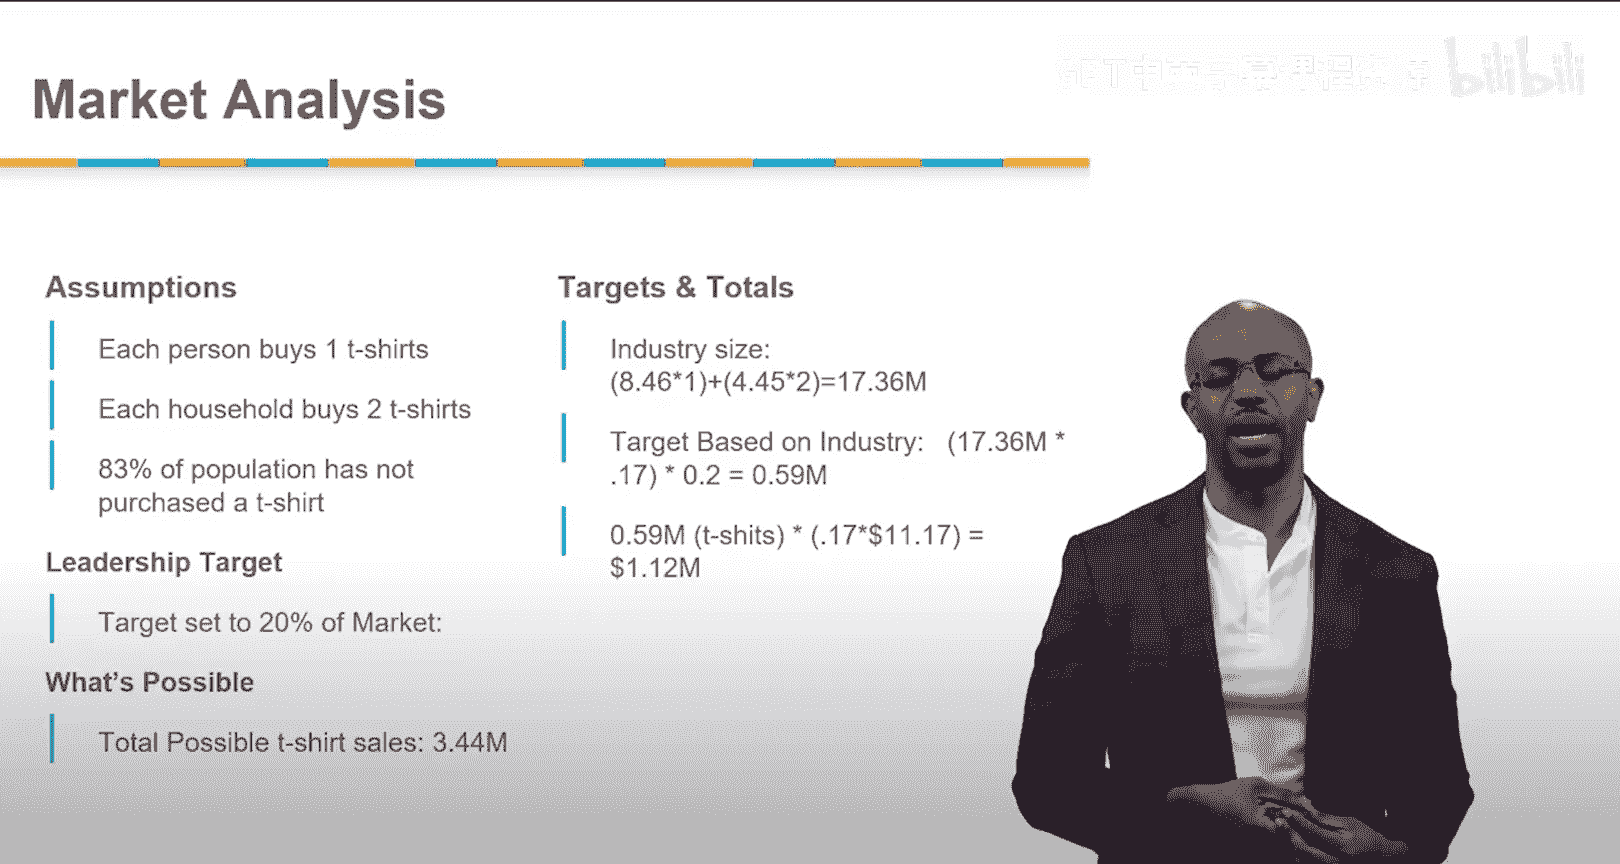 Market Analysis
bilibili
Assumptions
Each person buys 1 t-shirts
Each household buys 2 t-shirts
83% of population has not
purchased a t-shirt
Leadership Target
Target set to 20% of Market:
What's Possible
Total Possible t-shirt sales: 3.44M
Targets & Totals
Industry size:
(8.46*1)+(4.45*2)=17.36M
Target Based on Industry: (17.36M *
.17) * 0.2 = 0.59M
0.59M (t-shits) * (.17*$11.17) =
$1.12M